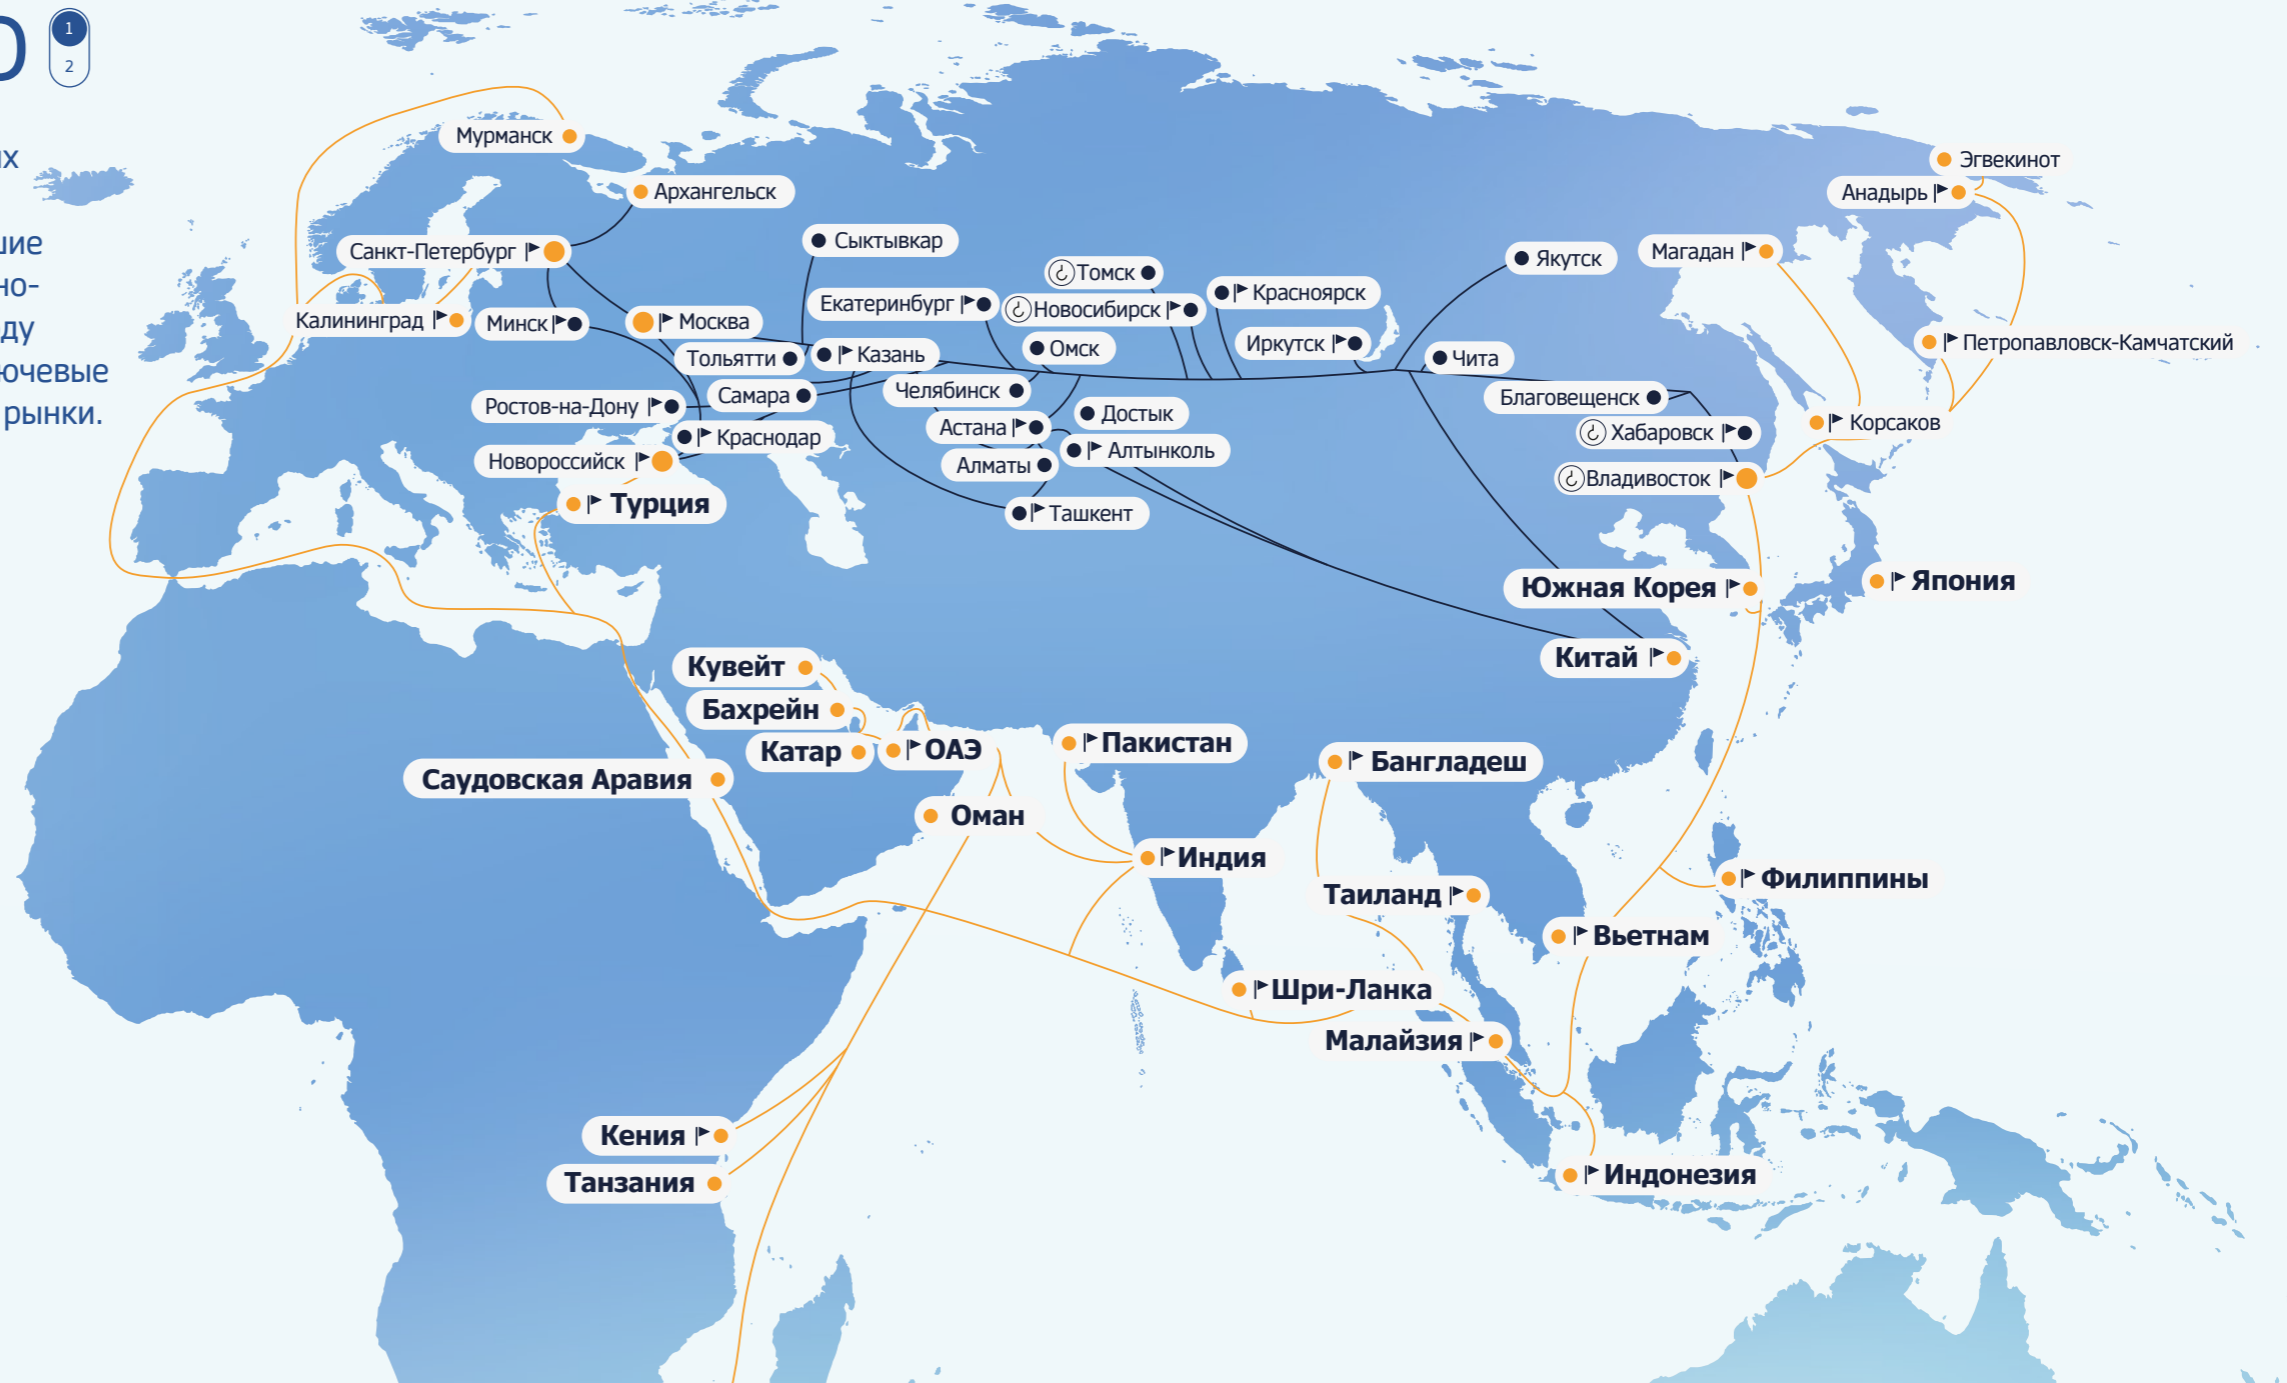 1
2
их
шие
но-
ду
ючевые
рынки.
Мурманск
Архангельск
Эгвекинот
Анадырь
Санкт-Петербург
Сыктывкар
Магадан
Якутск
Томск
Екатеринбург
Новосибирск
Красноярск
Калининград
Минск
Москва
Тольятти
Казань
Омск
Иркутск
Чита
Петропавловск-Камчатский
Самара
Челябинск
Благовещенск
Ростов-на-Дону
Достык
Астана
Корсаков
Краснодар
Хабаровск
Новороссийск
Алматы
Алтынколь
Владивосток
Турция
Ташкент
Южная Корея
Япония
Китай
Кувейт
Бахрейн
Катар
ОАЭ
Пакистан
Бангладеш
Саудовская Аравия
Оман
Индия
Таиланд
Филиппины
Вьетнам
Шри-Ланка
Малайзия
Кения
Танзания
Индонезия